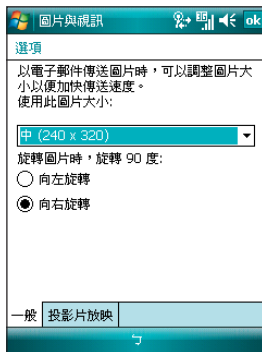 圖片與視訊 ok
選項
以電子郵件傳送圖片時，可以調整圖片大
小以便加快傳送速度。
使用此圖片大小:
中 (240 x 320)
旋轉圖片時，旋轉 90 度:
向左旋轉
向右旋轉
一般 投影片放映